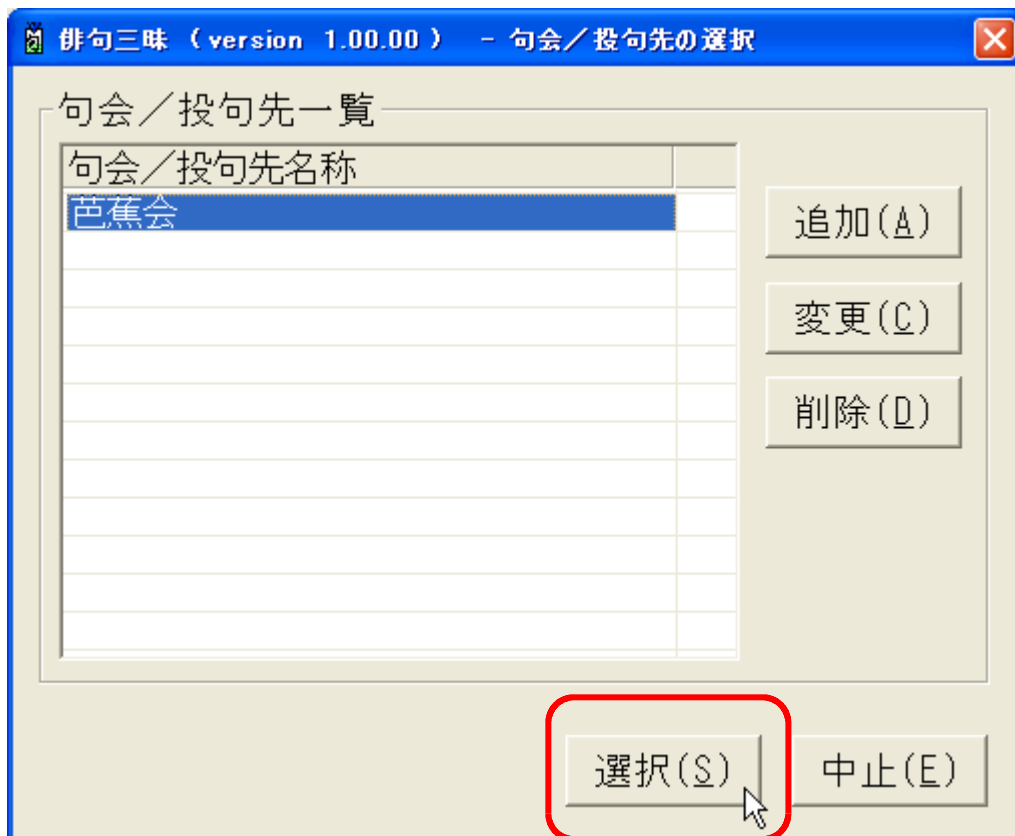 俳句三昧 (version 1.00.00) - 句会／投句先の選択
句会／投句先一覧
句会／投句先名称
芭蕉会
追加(A)
変更(C)
削除(D)
選択(S)
中止(E)